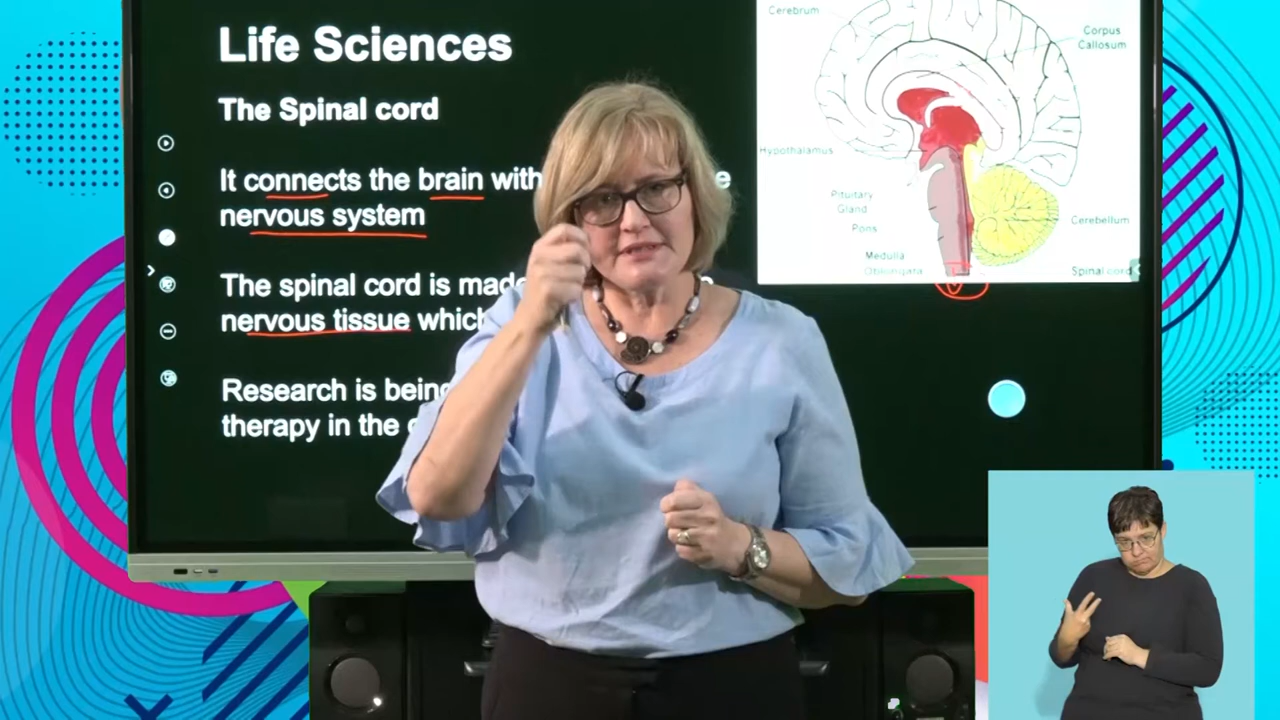 Life Sciences
The Spinal cord
It connects the brain with e
nervous system
The spinal cord is made
nervous tissue which
Research is being
therapy in the
Cerebrum
Corpus
Callosum
Hypothalamus
Pituitary
Gland
Pons
Cerebellum
Medulla
Oblongata
Spinal cord